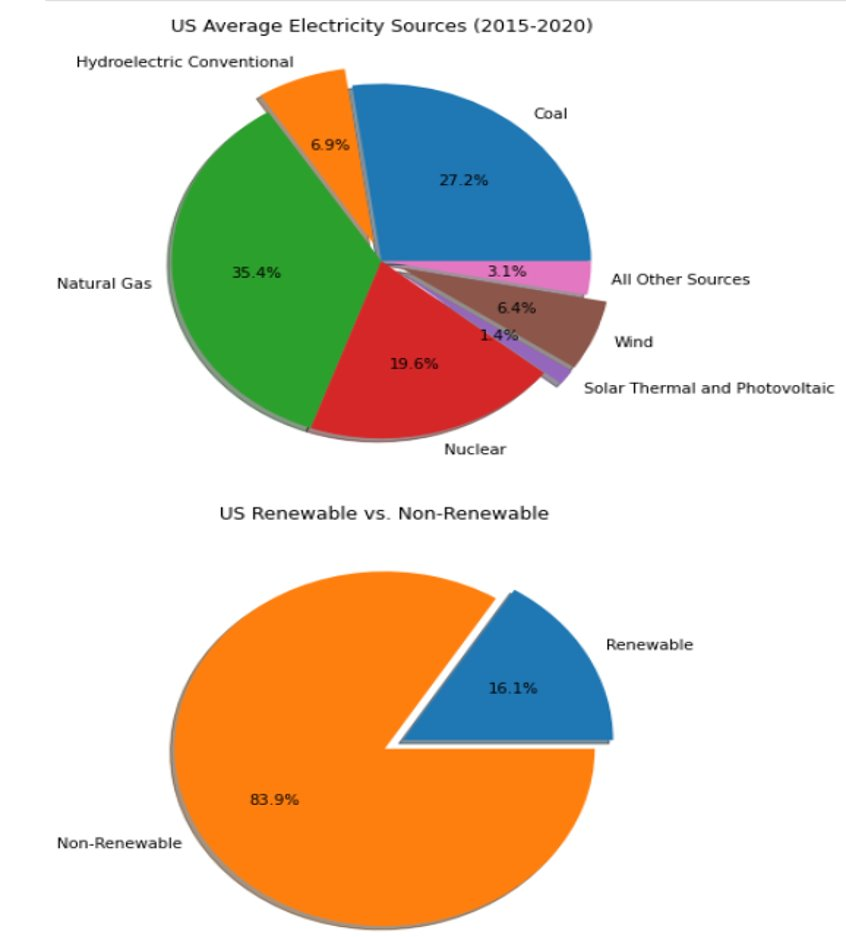 US Average Electricity Sources (2015-2020)
Hydroelectric Conventional
Coal
6.9%
27.2%
35.4%
Natural Gas
3.1%
All Other Sources
6.4%
1.4%
Wind
19.6%
Solar Thermal and Photovoltaic
Nuclear
US Renewable vs. Non-Renewable
Renewable
16.1%
83.9%
Non-Renewable